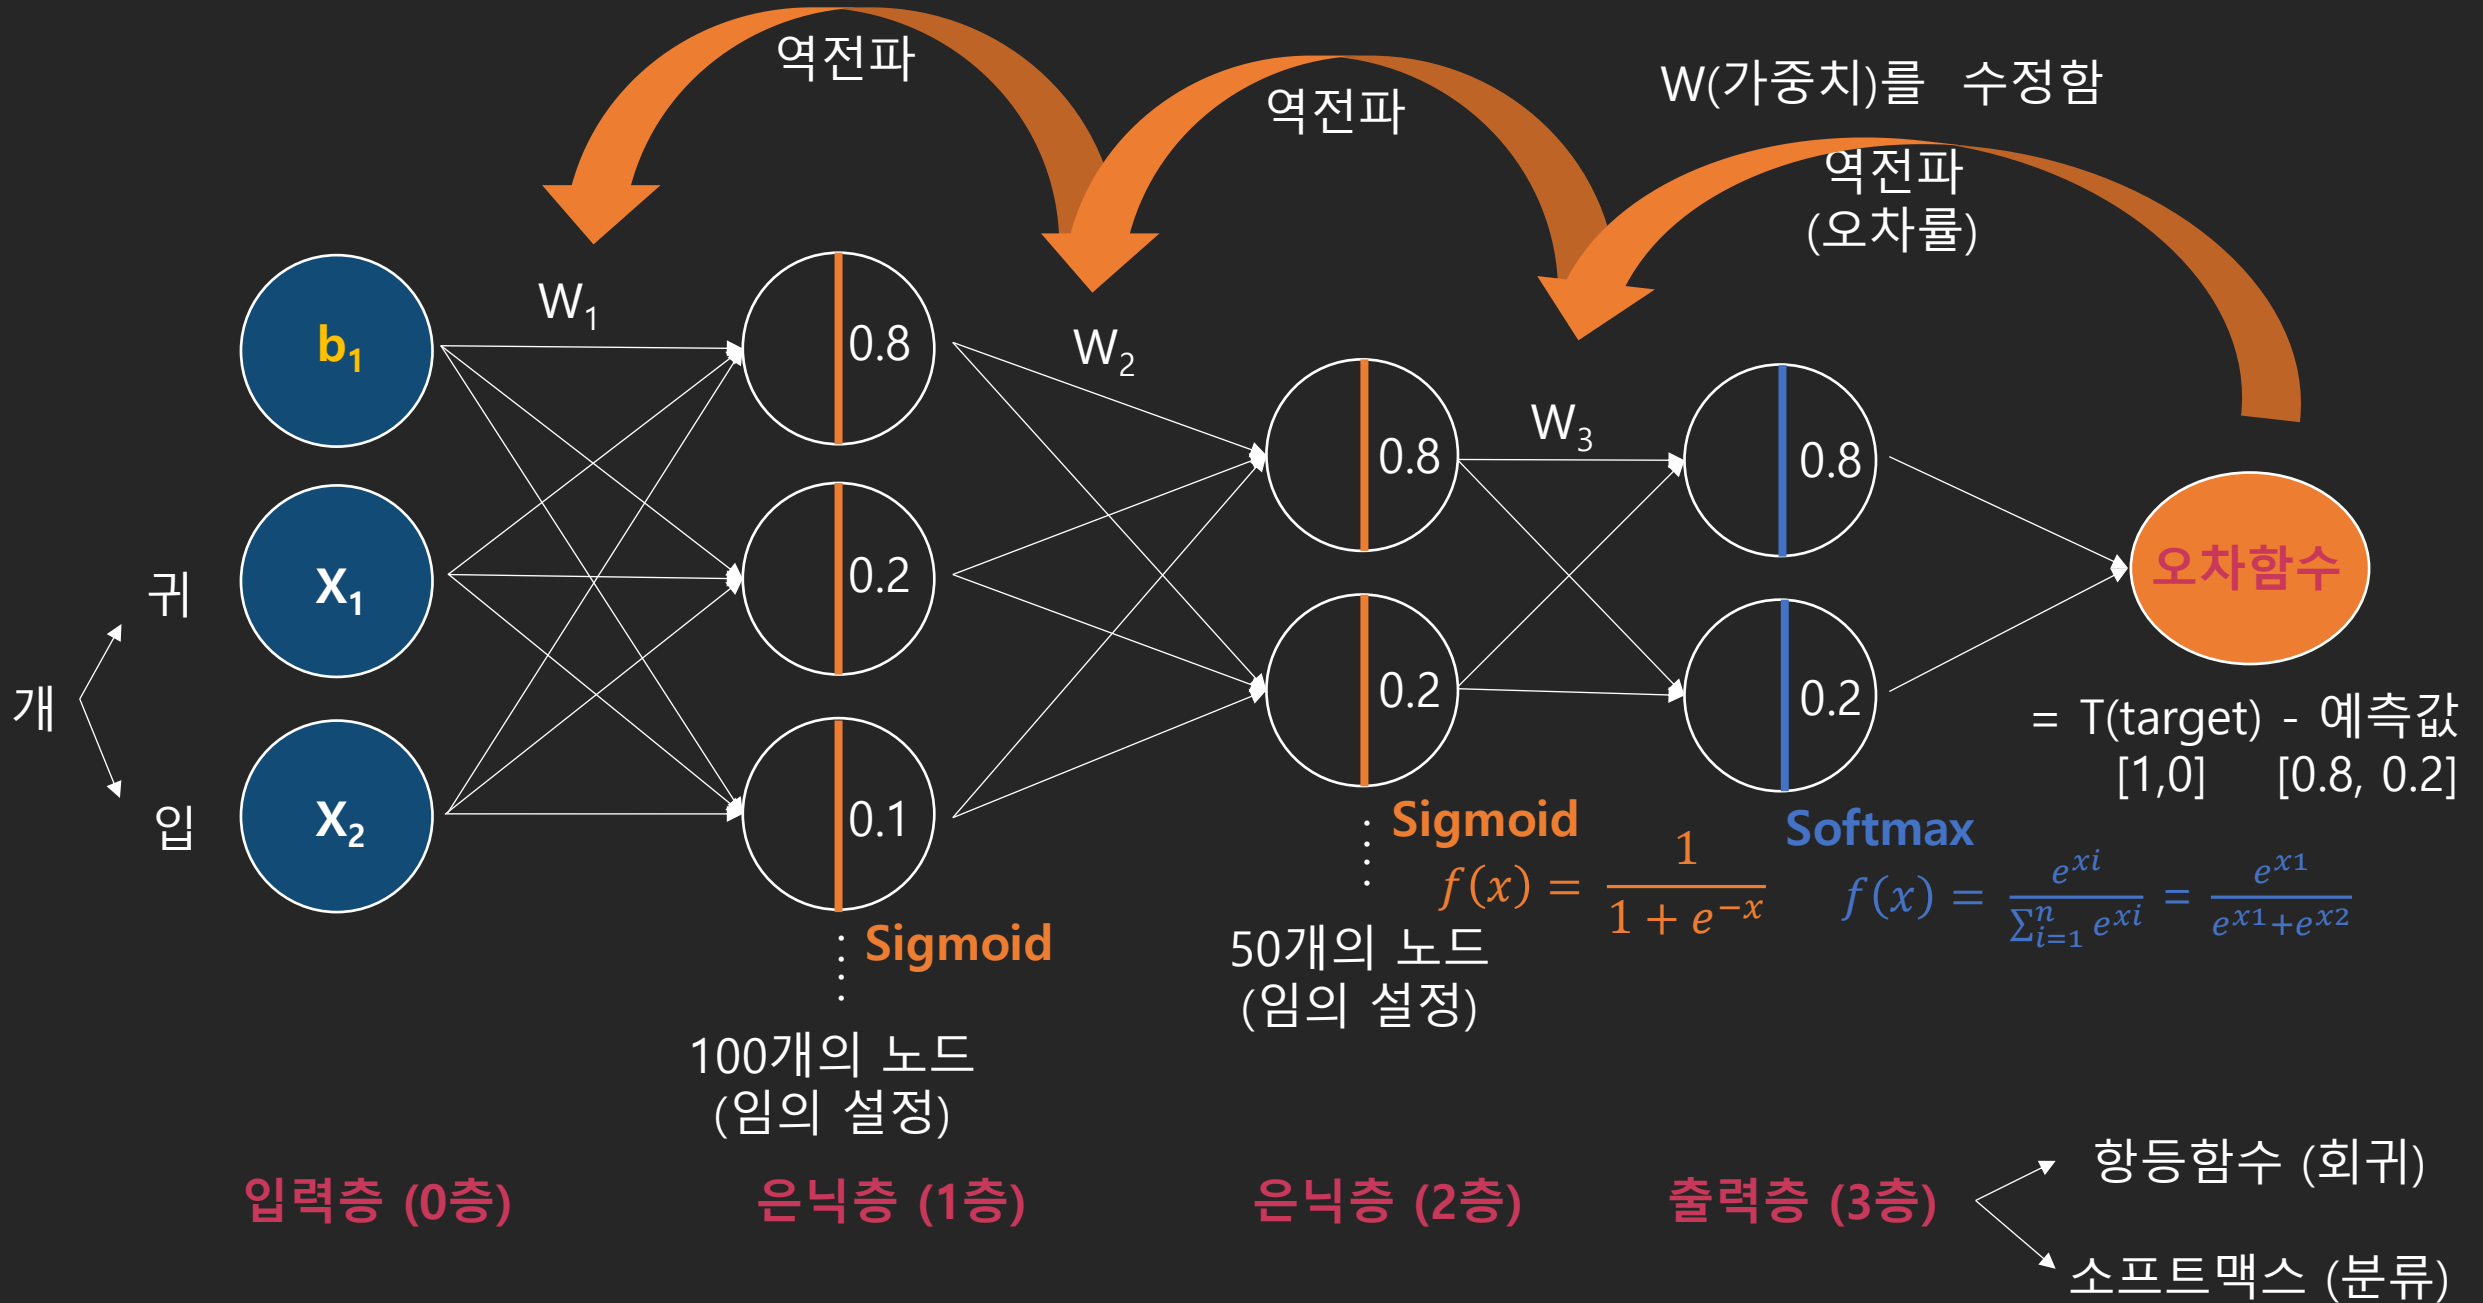 역전파
역전파
W(가중치)를 수정함
역전파
(오차률)
W₁
W₂
W₃
b₁
X₁
X₂
개
귀
입
0.8
0.2
0.1
0.8
0.2
0.8
0.2
오차함수
= T(target) - 예측값
[1,0] [0.8, 0.2]
Sigmoid
100개의 노드
(임의 설정)
Sigmoid
f(x) = 1 / (1 + e^{-x})
50개의 노드
(임의 설정)
Softmax
f(x) = e^{xi} / ∑_{i=1}^{n} e^{xi} = e^{x1} / (e^{x1}+e^{x2})
입력층 (0층)
은닉층 (1층)
은닉층 (2층)
출력층 (3층)
항등함수 (회귀)
소프트맥스 (분류)